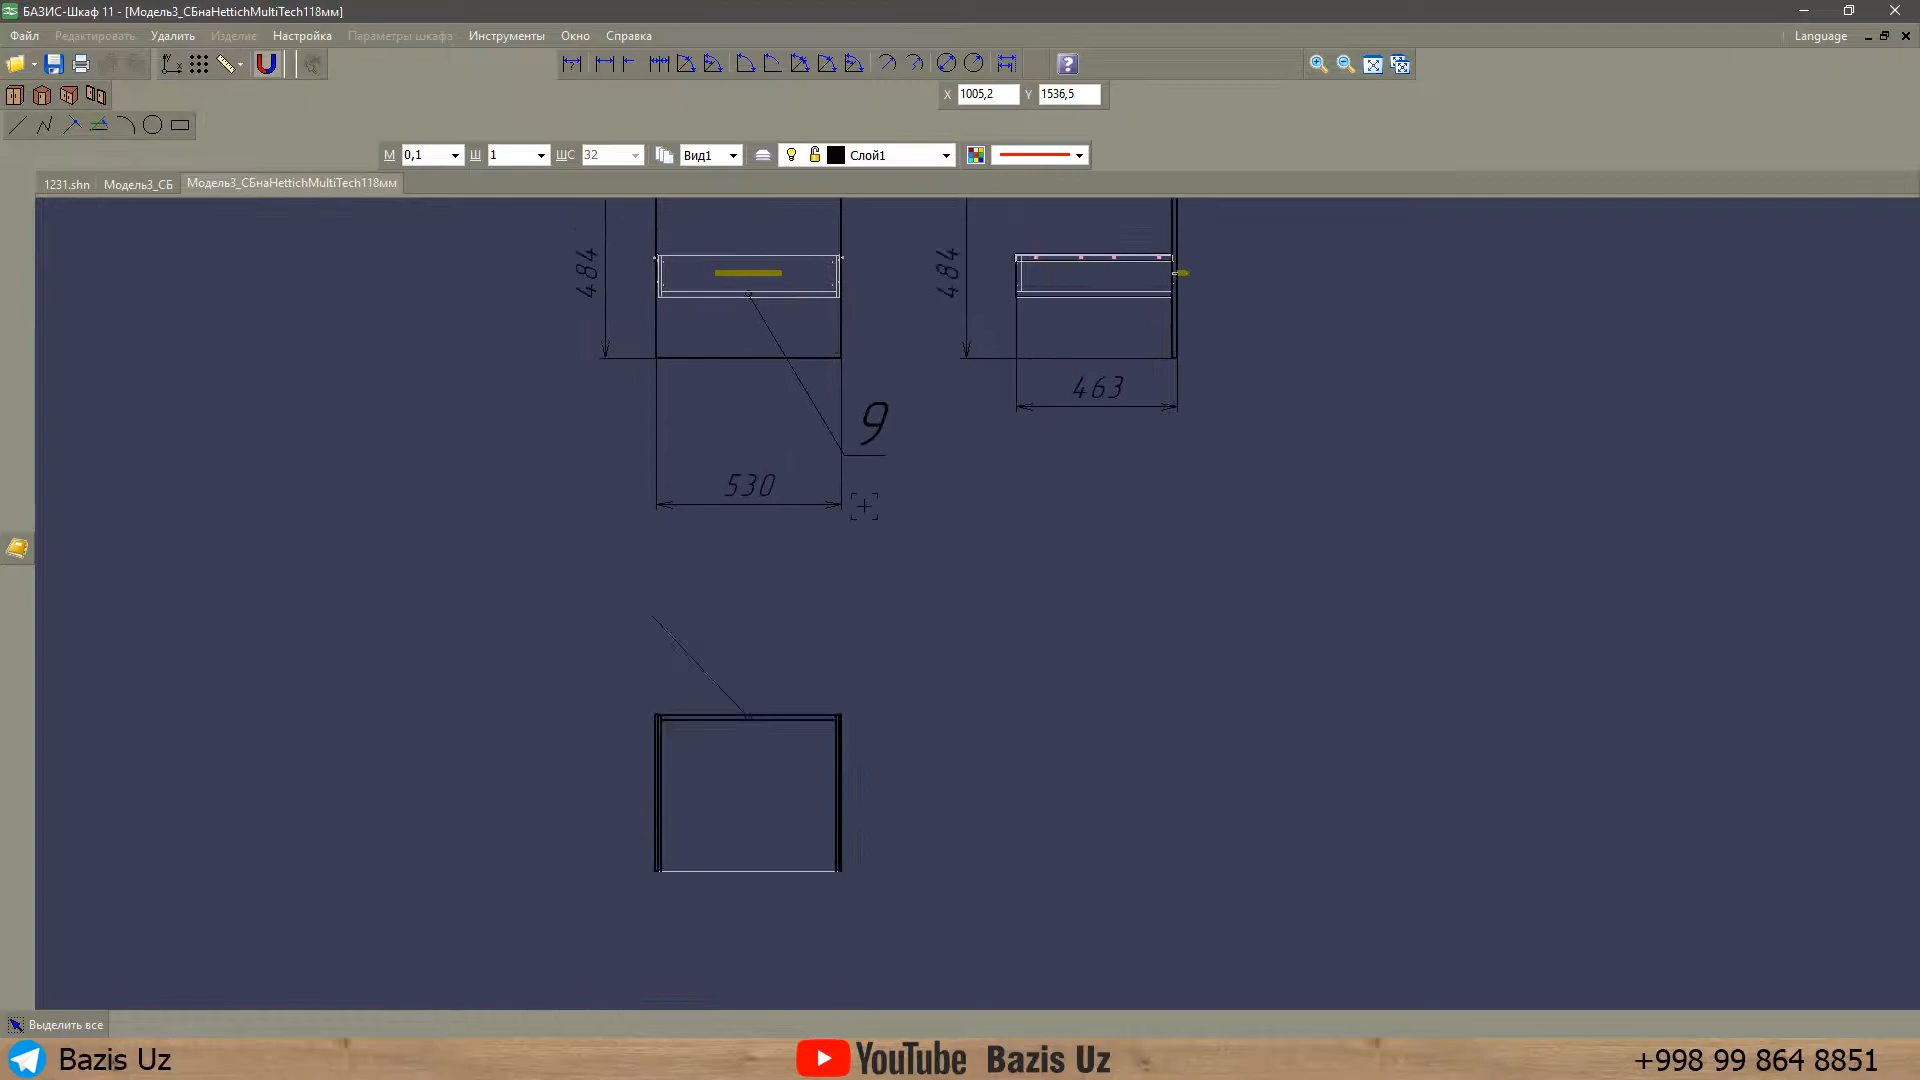 БАЗИС-Шкаф 11 - [Модель3_СБнаHettichMultiTech118мм]
Файл Редактировать Удалить Изделие Настройка Параметры шкафа Инструменты Окно Справка Language
X 1005,2 Y 1536,5
М 0,1 Ш 1 ШС 32 Вид1 Слой1
1231.shn Модель3_СБ Модель3_СБнаHettichMultiTech118мм
484
484
463
9
530
Выделить все
Bazis Uz
YouTube Bazis Uz
+998 99 864 8851